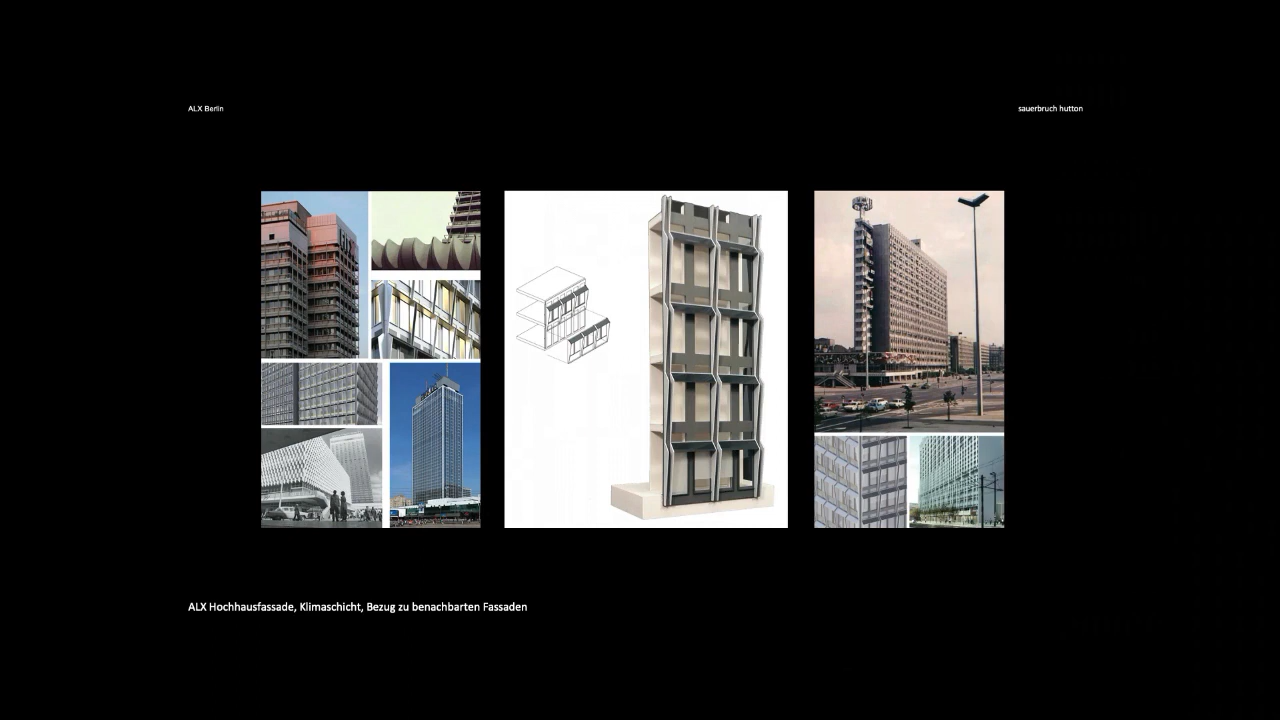 ALX Berlin
sauerbruch hutton
ALX Hochhausfassade, Klimaschicht, Bezug zu benachbarten Fassaden